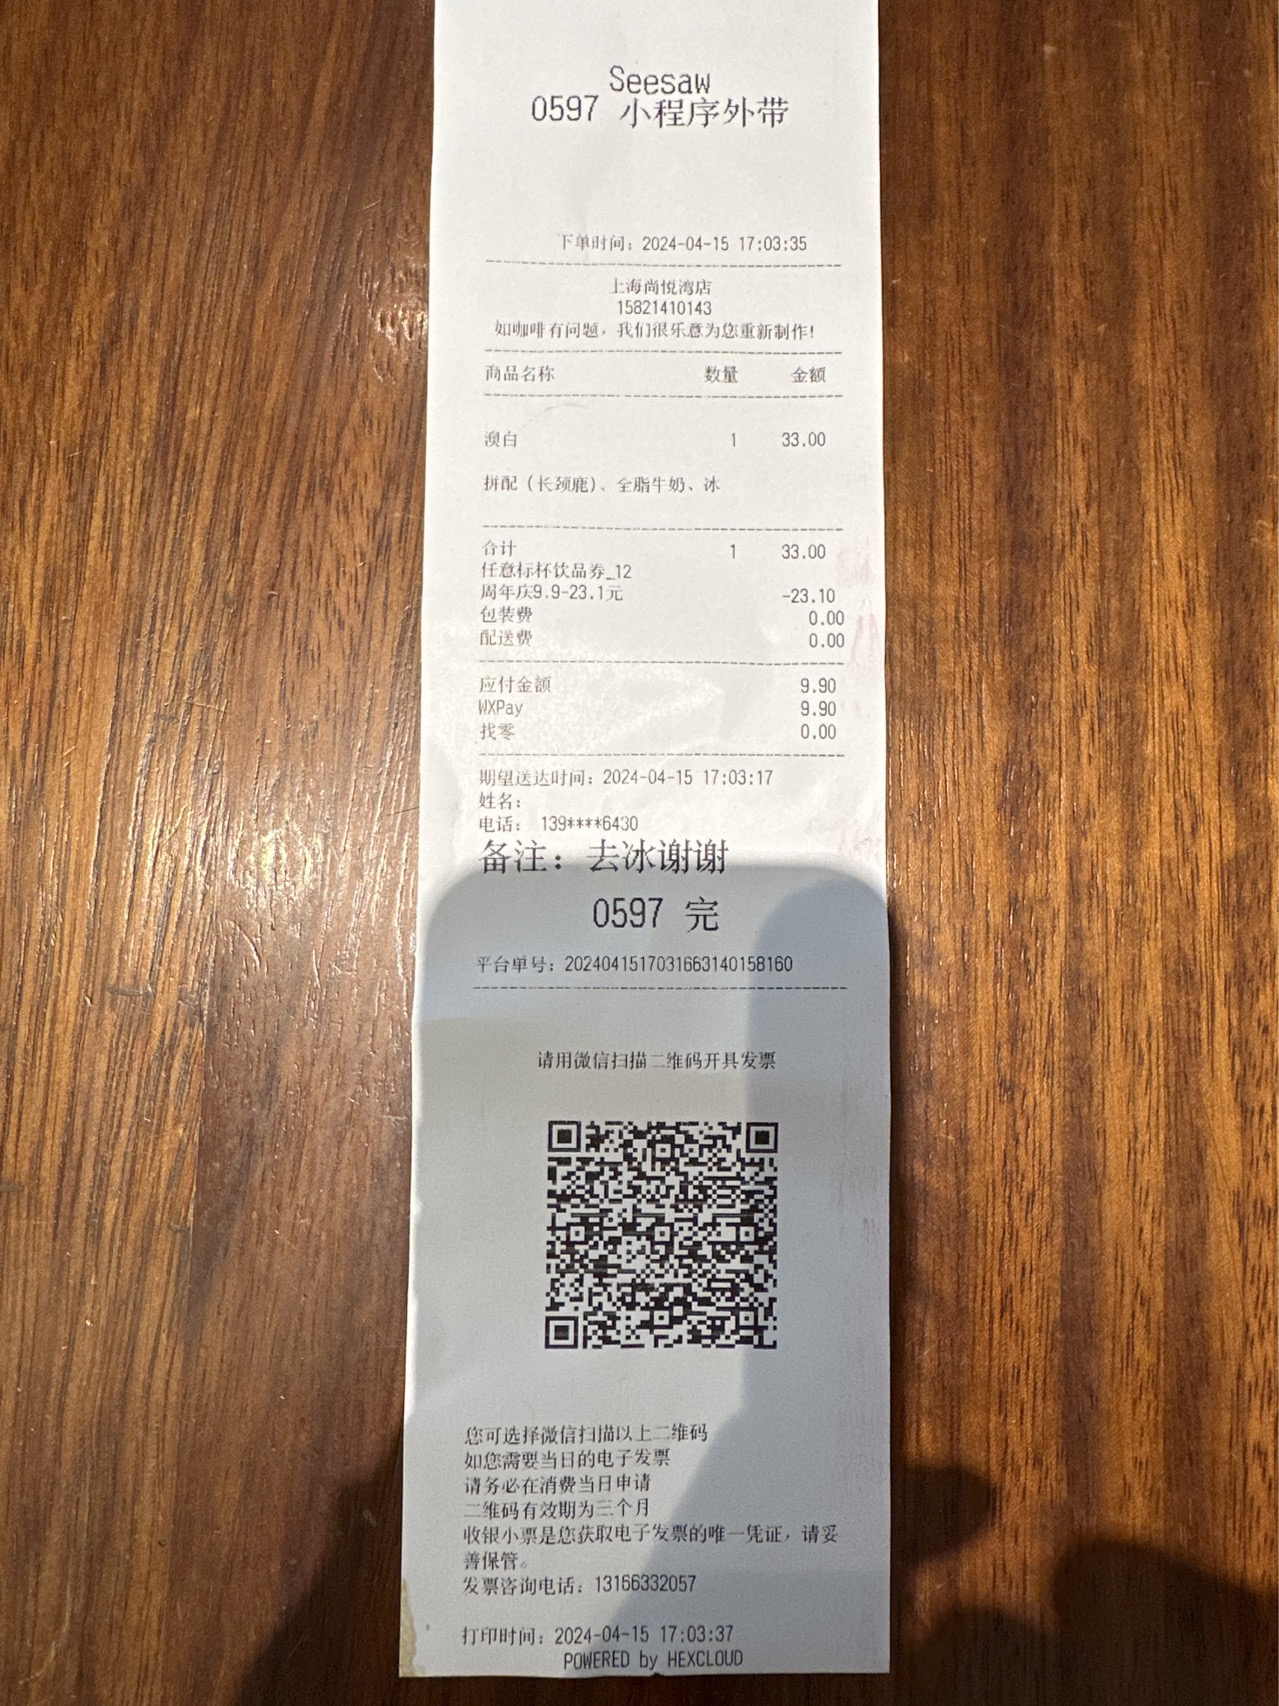 Seesaw
0597 小程序外带
下单时间：2024-04-15 17:03:35
上海尚悦湾店
15821410143
如咖啡有问题，我们很乐意为您重新制作！
商品名称 数量 金额
澳白 1 33.00
拼配（长颈鹿）、全脂牛奶、冰
合计 1 33.00
任意标杯饮品券_12
周年庆9.9-23.1元 -23.10
包装费 0.00
配送费 0.00
应付金额 9.90
WXPay 9.90
找零 0.00
期望送达时间：2024-04-15 17:03:17
姓名：
电话： 139****6430
备注：去冰谢谢
0597 完
平台单号：2024041517031663140158160
请用微信扫描二维码开具发票
您可选择微信扫描以上二维码
如您需要当日的电子发票
请务必在消费当日申请
二维码有效期为三个月
收银小票是您获取电子发票的唯一凭证，请妥
善保管。
发票咨询电话：13166332057
打印时间：2024-04-15 17:03:37
POWERED by HEXCLOUD